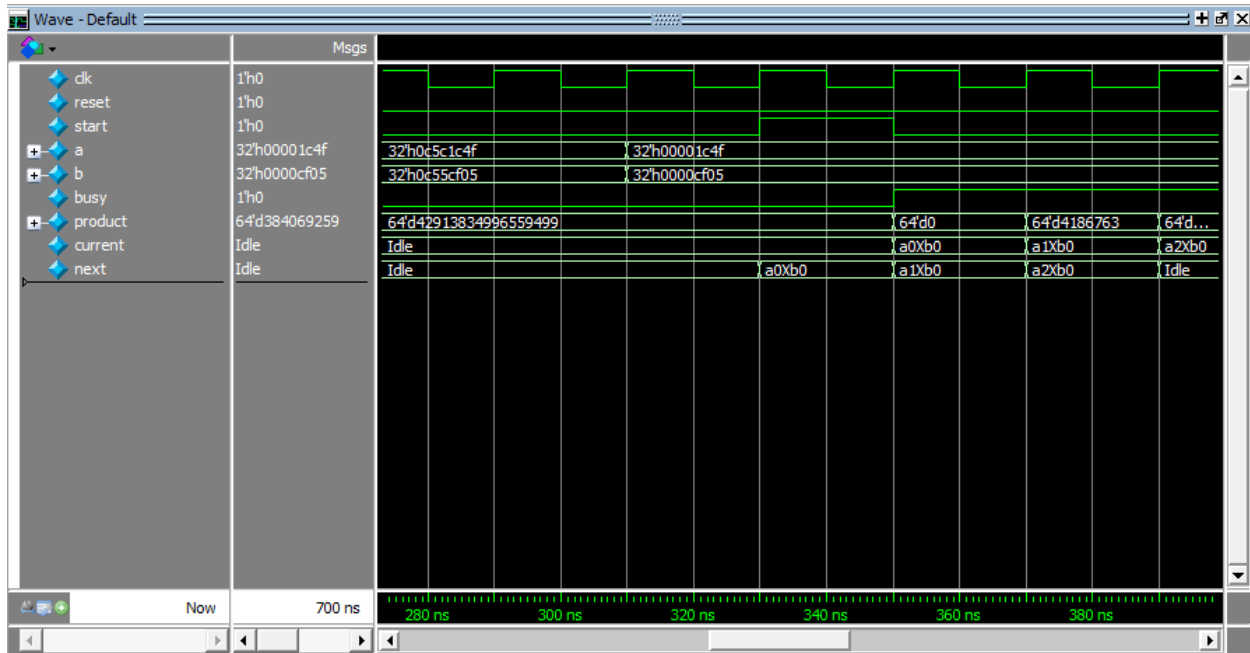 Wave - Default
Msgs
clk 1'h0
reset 1'h0
start 1'h0
a 32'h00001c4f 32'h0c5c1c4f 32'h00001c4f
b 32'h0000cf05 32'h0c55cf05 32'h0000cf05
busy 1'h0
product 64'd384069259 64'd42913834996559499 64'd0 64'd4186763 64'd...
current Idle Idle a0Xb0 a1Xb0 a2Xb0
next Idle Idle a0Xb0 a1Xb0 a2Xb0 Idle
Now 700 ns 280 ns 300 ns 320 ns 340 ns 360 ns 380 ns